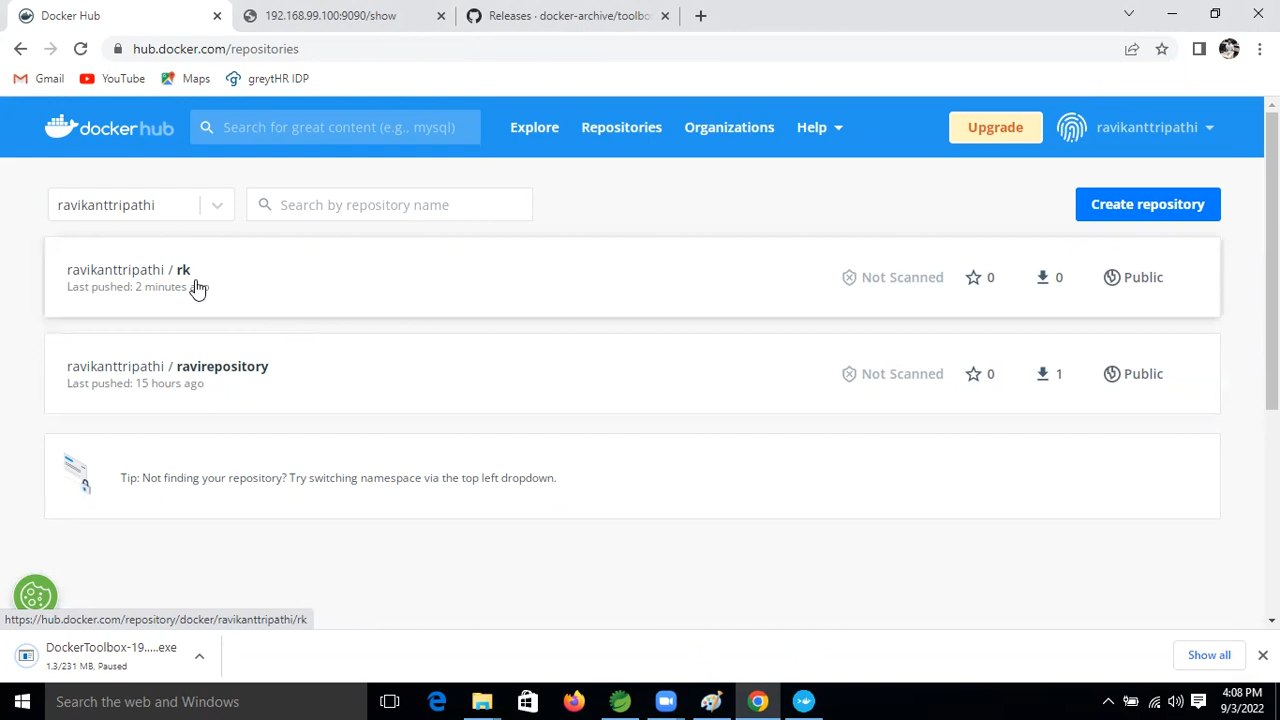 Docker Hub
192.168.99.100:9090/show
Releases · docker-archive/toolbo
hub.docker.com/repositories
Gmail
YouTube
Maps
greytHR IDP
dockerhub
Search for great content (e.g., mysql)
Explore
Repositories
Organizations
Help
Upgrade
ravikanttripathi
ravikanttripathi
Search by repository name
Create repository
ravikanttripathi / rk
Last pushed: 2 minutes
Not Scanned
0
0
Public
ravikanttripathi / ravirepository
Last pushed: 15 hours ago
Not Scanned
0
1
Public
Tip: Not finding your repository? Try switching namespace via the top left dropdown.
https://hub.docker.com/repository/docker/ravikanttripathi/rk
DockerToolbox-19.....exe
1.3/231 MB, Paused
Show all
Search the web and Windows
4:08 PM
9/3/2022